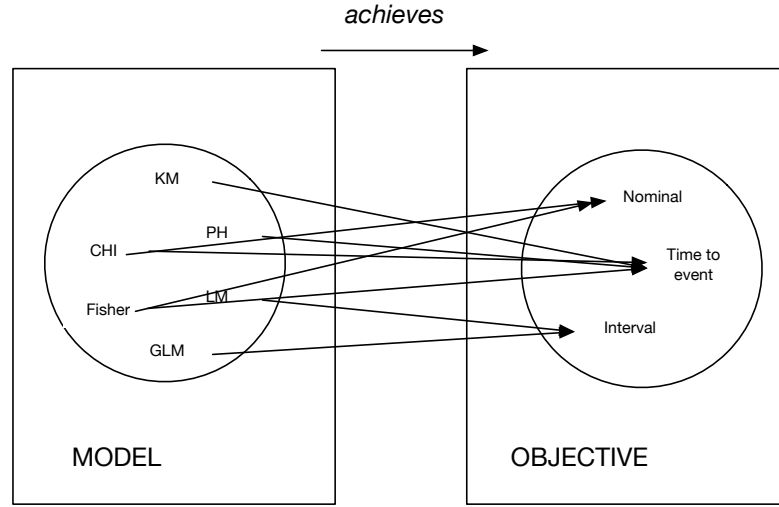 achieves
KM
PH
CHI
Fisher
LM
GLM
MODEL
Nominal
Time to
event
Interval
OBJECTIVE